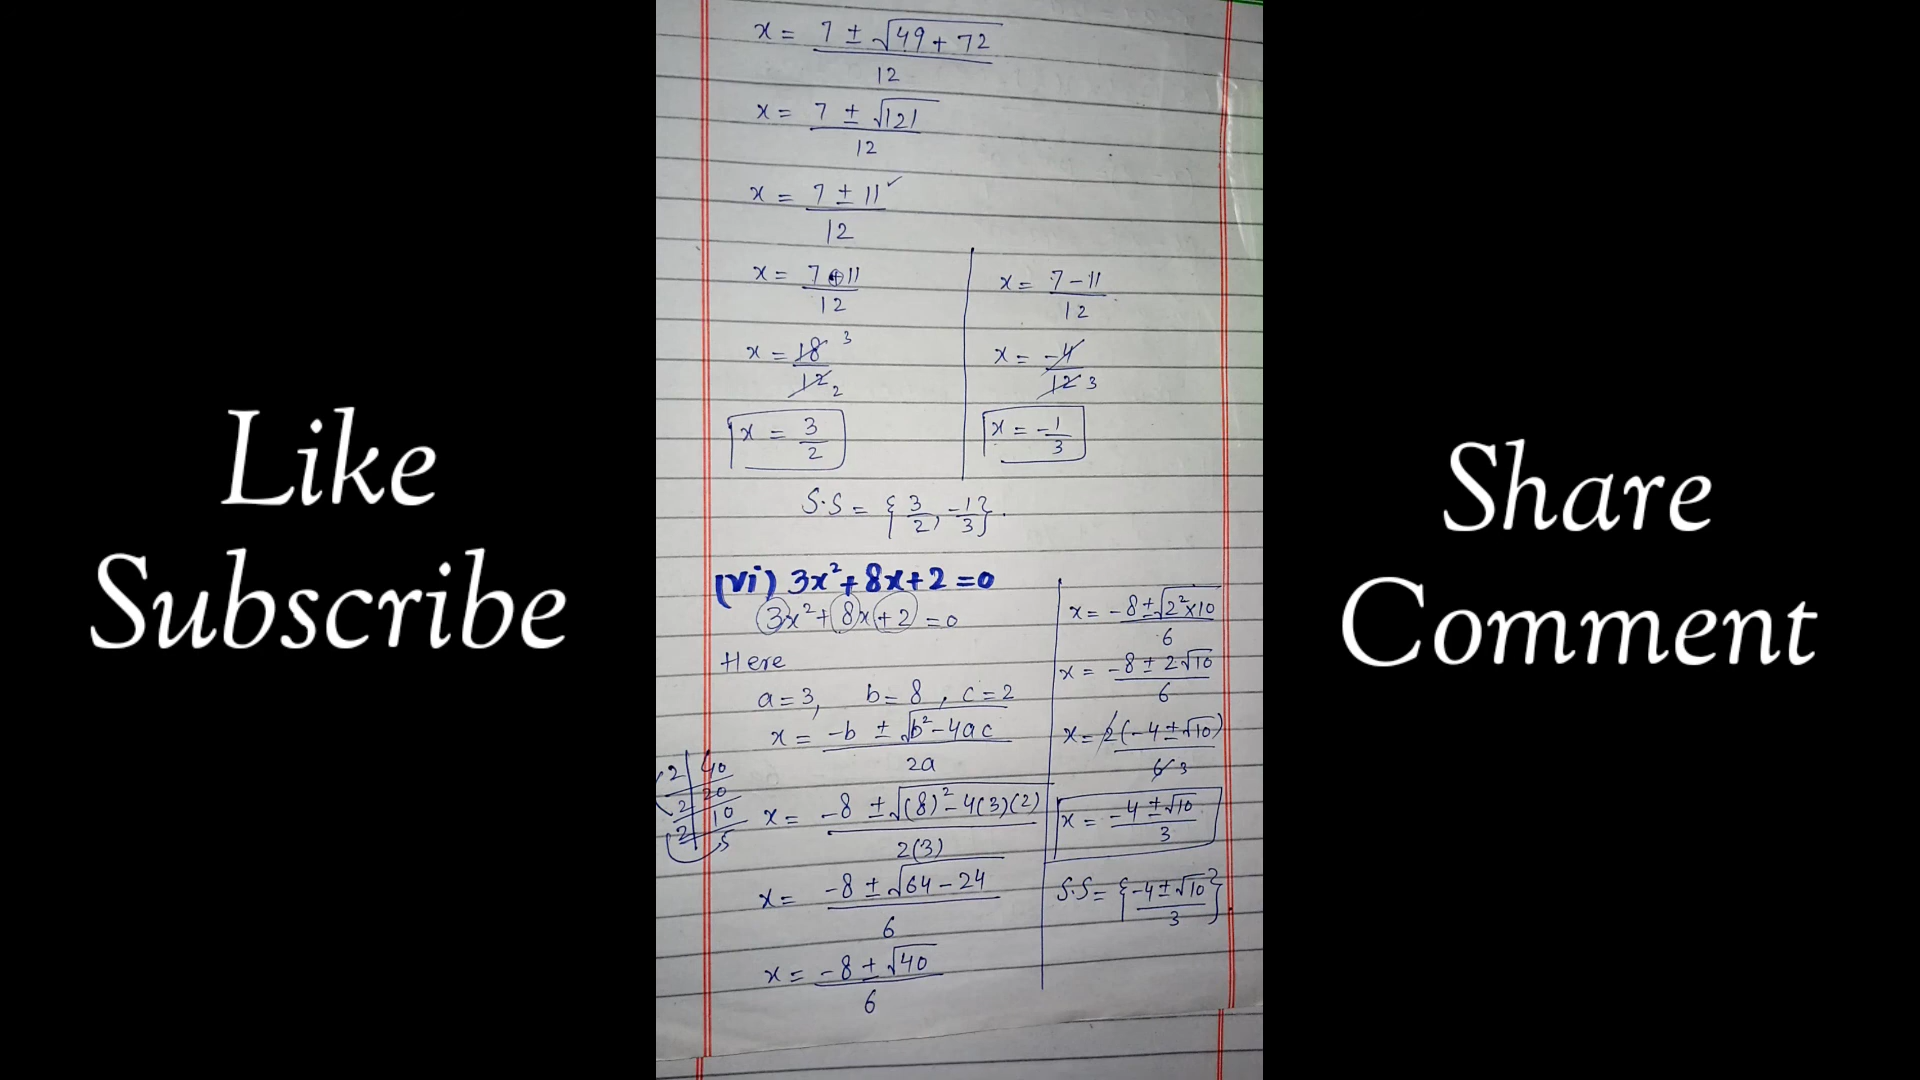 Like
Subscribe
x = 7 ± √49 + 72 / 12
x = 7 ± √121 / 12
x = 7 ± 11 ✓ / 12
x = 7 + 11 / 12
x = 18 3 / 12 2
x = 3 / 2
x = 7 - 11 / 12
x = -4 / 12 3
x = -1 / 3
S.S = {3/2, -1/3}.
(vi) 3x² + 8x + 2 = 0
3x² + 8x + 2 = 0
Here
a = 3, b = 8, c = 2
x = -b ± √b² - 4ac / 2a
x = -8 ± √(8)² - 4(3)(2) / 2(3)
x = -8 ± √64 - 24 / 6
x = -8 ± √40 / 6
2 | 40
2 | 20
2 | 10
5
x = -8 ± √2² × 10 / 6
x = -8 ± 2√10 / 6
x = 2(-4 ± √10) / 6 3
x = -4 ± √10 / 3
S.S = {-4 ± √10 / 3}
Share
Comment